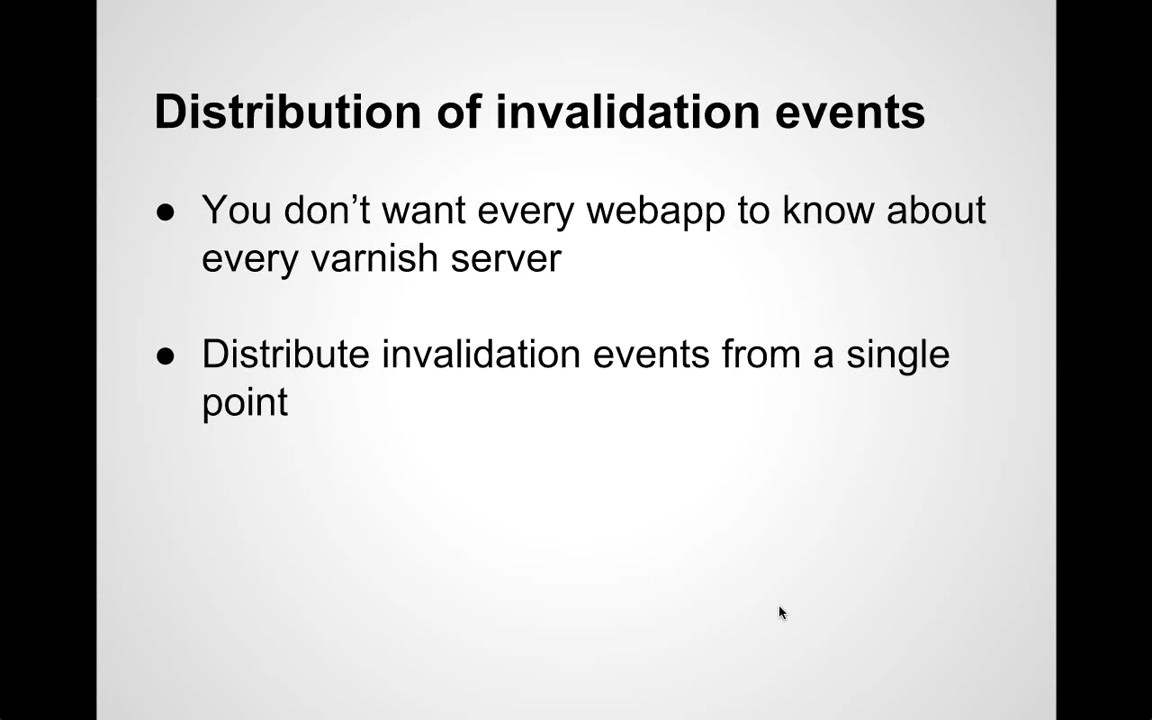 Distribution of invalidation events
● You don’t want every webapp to know about
every varnish server
● Distribute invalidation events from a single
point